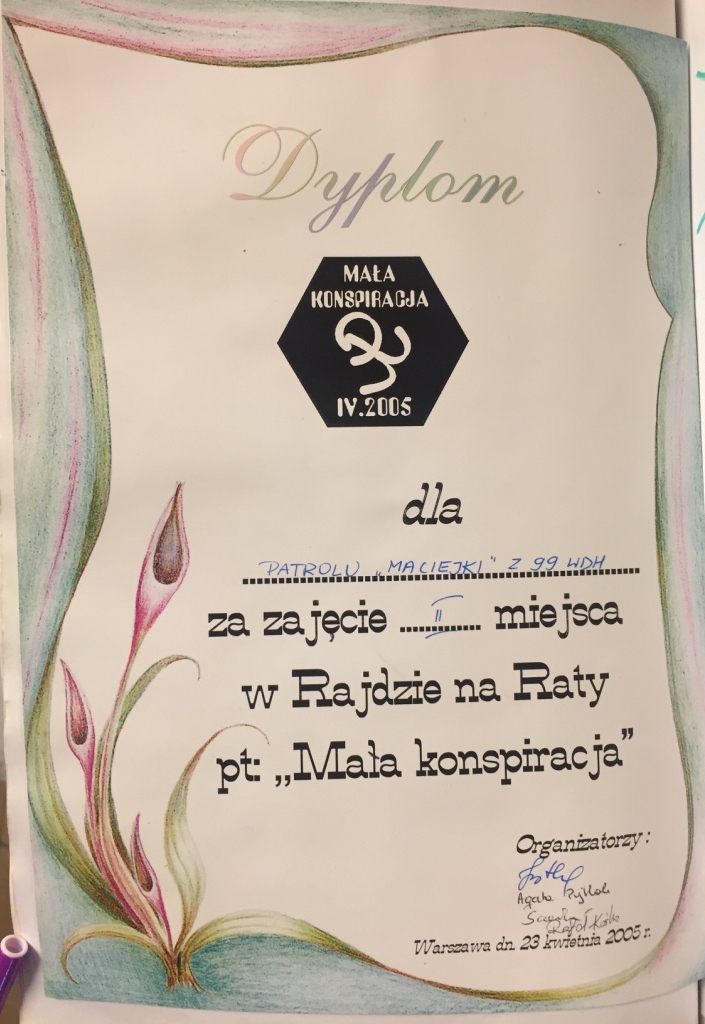 Dyplom
MAŁA
KONSPIRACJA
IV.2005
dla
PATROLU „MACIEJKI" Z 99 WDH
za zajęcie II miejsca
w Rajdzie na Raty
pt: „Mała konspiracja”
Organizatorzy:
Agata
Rafał
Warszawa dn. 23 kwietnia 2005 r.